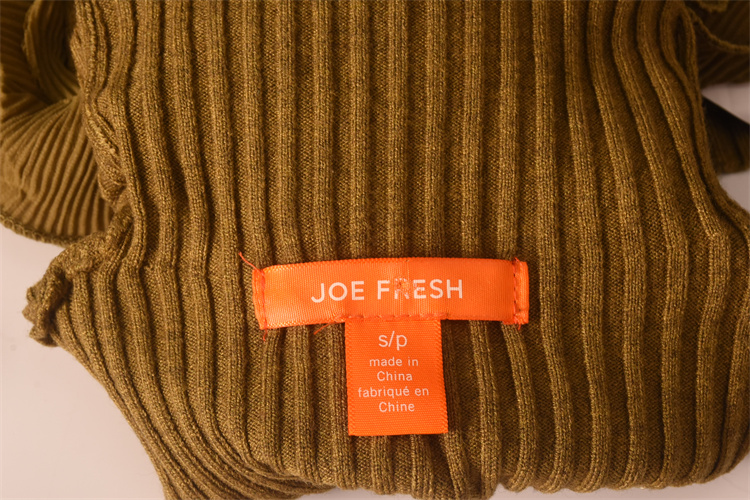 JOE FRESH
s/p
made in
China
fabriqué en
Chine